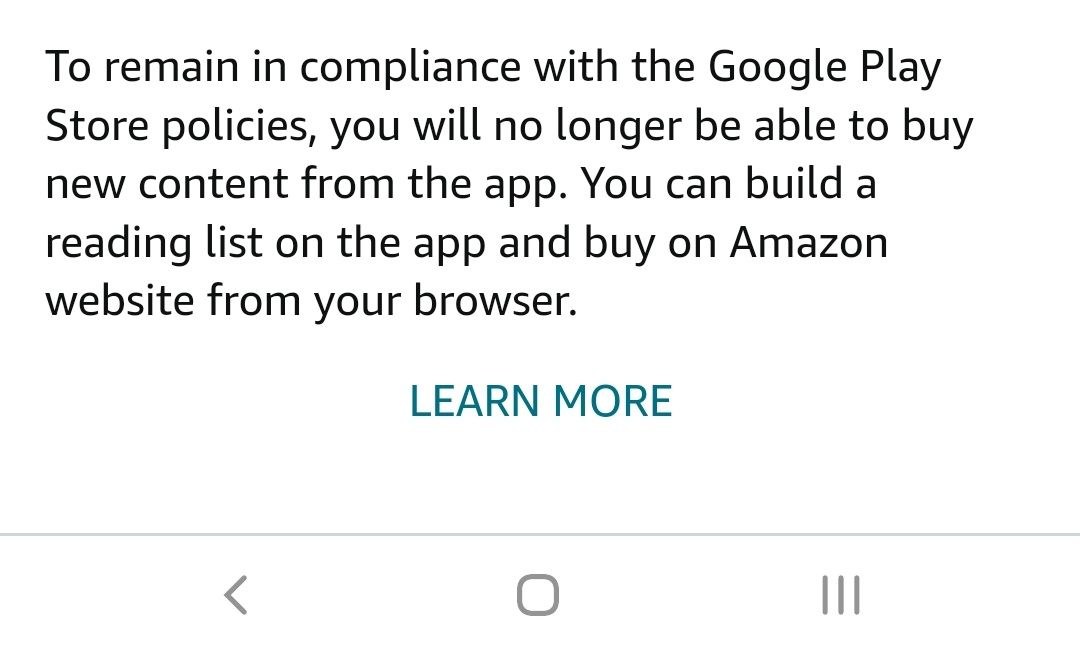 To remain in compliance with the Google Play
Store policies, you will no longer be able to buy
new content from the app. You can build a
reading list on the app and buy on Amazon
website from your browser.
LEARN MORE